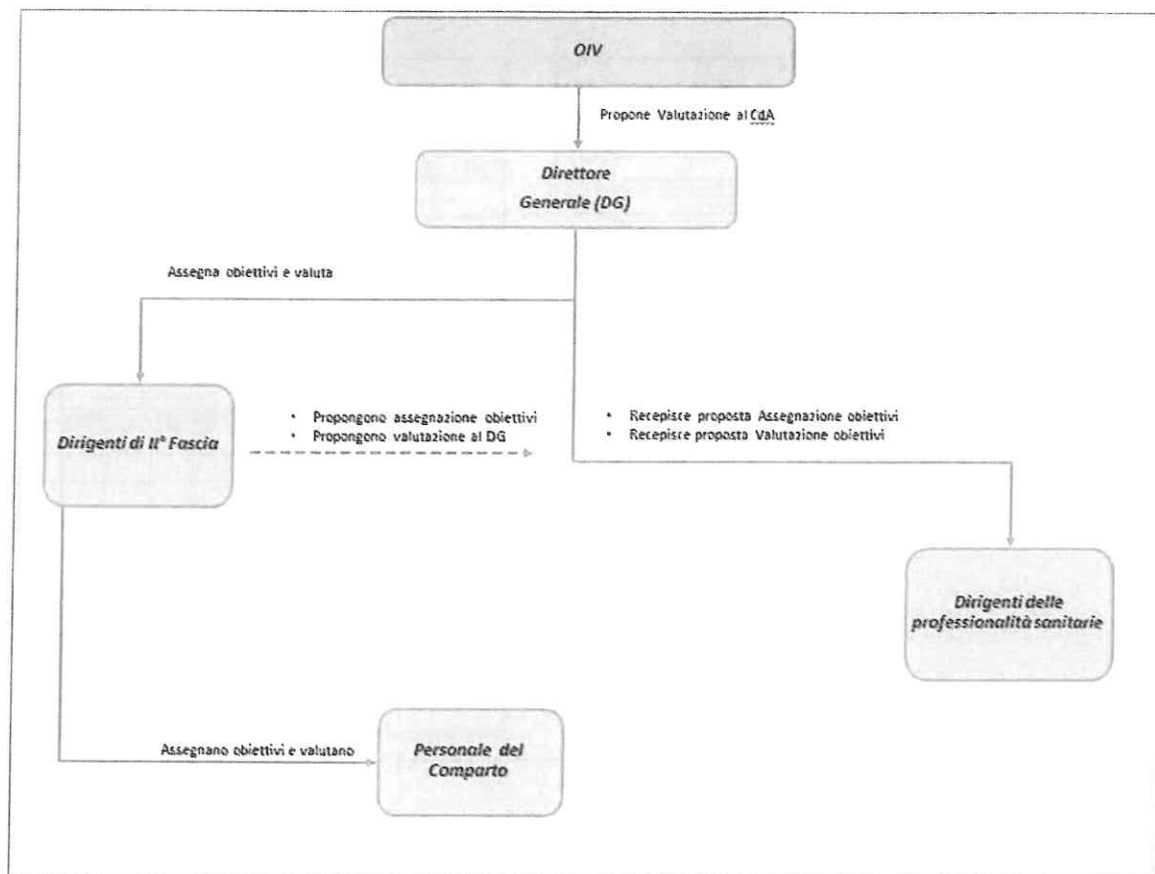 OIV
Propone Valutazione al CdA
Direttore
Generale (DG)
Assegna obiettivi e valuta
• Propongono assegnazione obiettivi
• Propongono valutazione al DG
• Recepisce proposta Assegnazione obiettivi
• Recepisce proposta Valutazione obiettivi
Dirigenti di II° Fascia
Dirigenti delle
professionalità sanitarie
Assegnano obiettivi e valutano
Personale del
Comparto